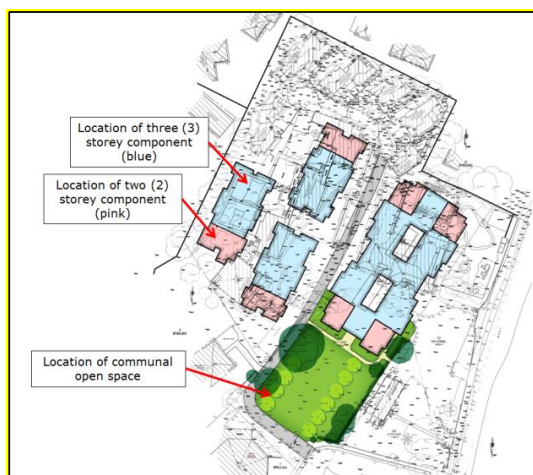 Location of three (3)
storey component
(blue)
Location of two (2)
storey component
(pink)
Location of communal
open space